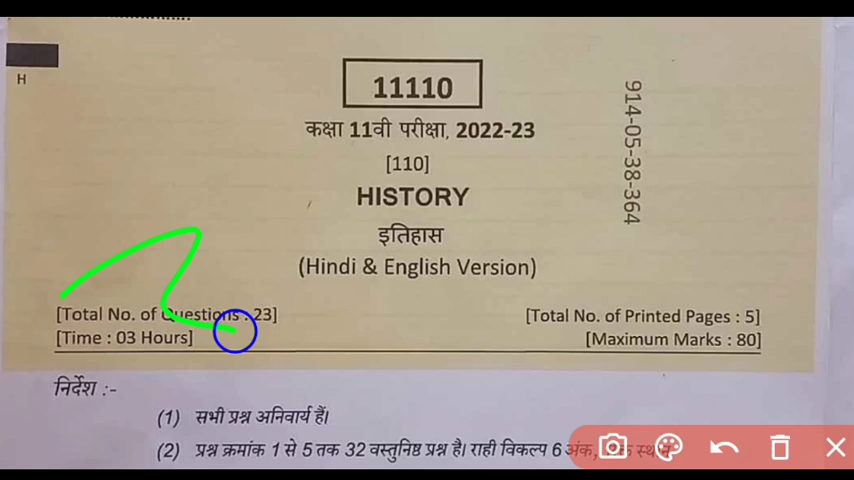 H
11110
कक्षा 11वी परीक्षा, 2022-23
[110]
HISTORY
इतिहास
(Hindi & English Version)
914-05-38-364
[Total No. of Questions : 23]
[Total No. of Printed Pages : 5]
[Time : 03 Hours]
[Maximum Marks : 80]
निर्देश :-
(1) सभी प्रश्न अनिवार्य हैं।
(2) प्रश्न क्रमांक 1 से 5 तक 32 वस्तुनिष्ठ प्रश्न है। राही विकल्प 6 अंक,